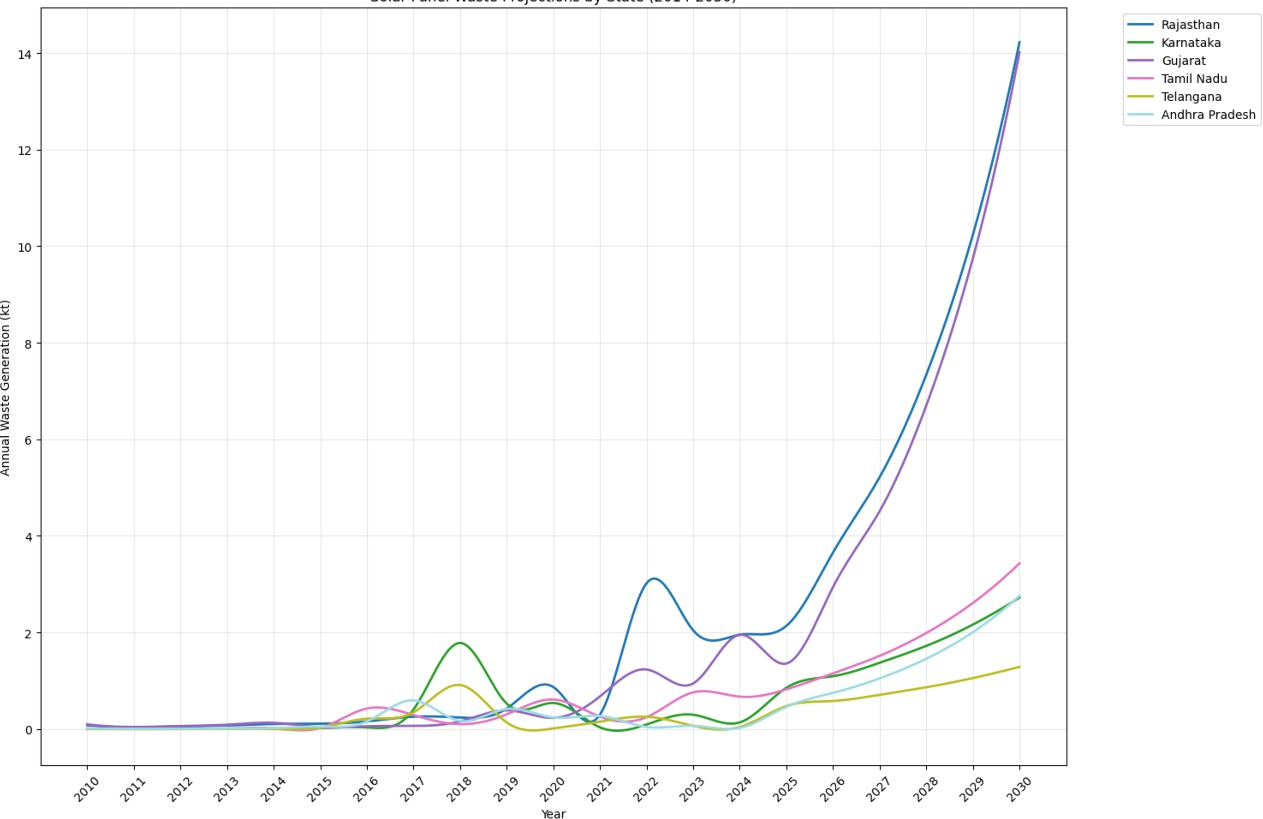 Solar Panel Waste Projections by State (2014-2030)
Rajasthan
Karnataka
Gujarat
Tamil Nadu
Telangana
Andhra Pradesh
Annual Waste Generation (kt)
14
12
10
8
6
4
2
0
2010 2011 2012 2013 2014 2015 2016 2017 2018 2019 2020 2021 2022 2023 2024 2025 2026 2027 2028 2029 2030
Year